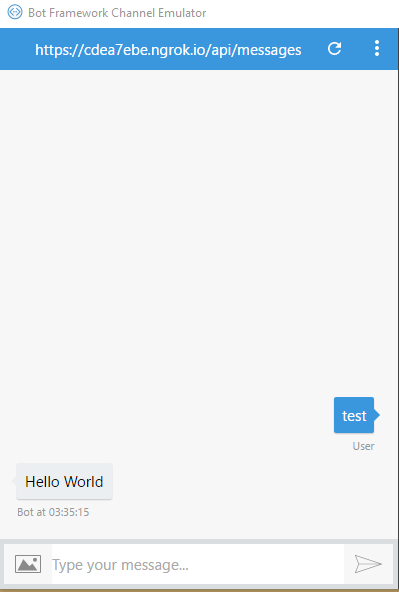 Bot Framework Channel Emulator
https://cdea7ebe.ngrok.io/api/messages
test
User
Hello World
Bot at 03:35:15
Type your message...